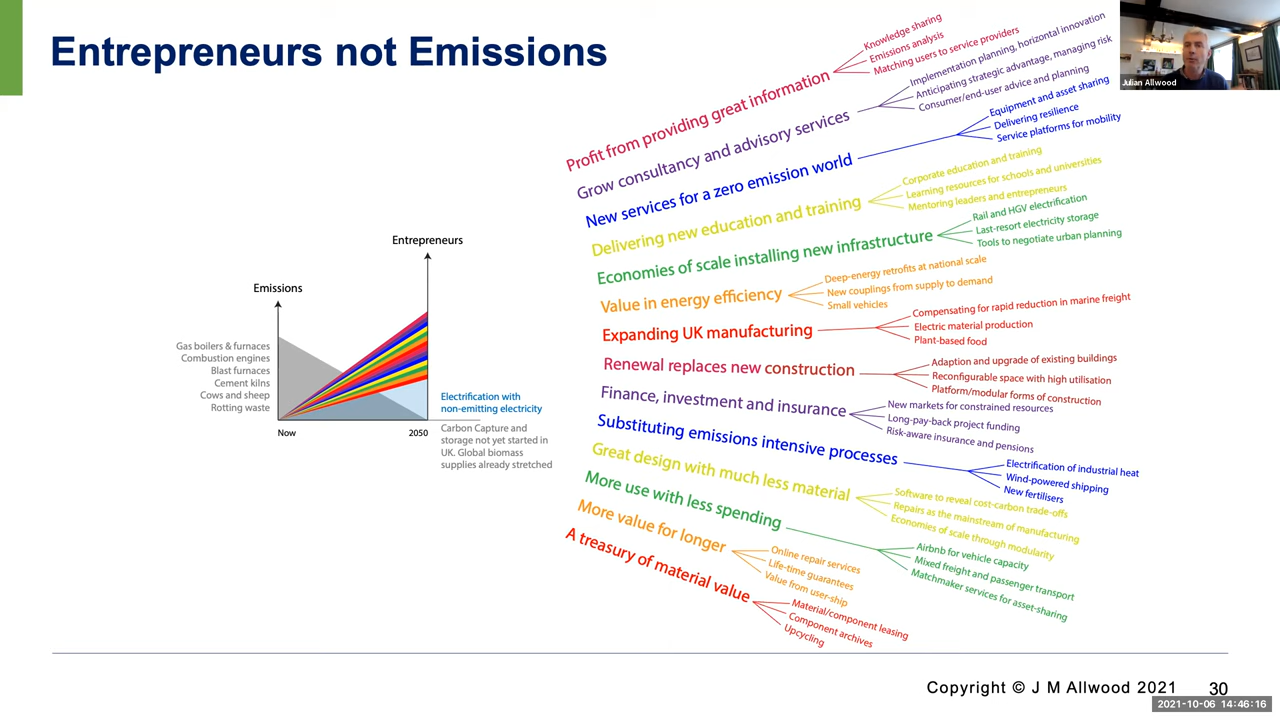 Entrepreneurs not Emissions
Julian Allwood
Entrepreneurs
Emissions
Gas boilers & furnaces
Combustion engines
Blast furnaces
Cement kilns
Cows and sheep
Rotting waste
Now
2050
Electrification with
non-emitting electricity
Carbon Capture and
storage not yet started in
UK. Global biomass
supplies already stretched
Profit from providing great information
Knowledge sharing
Emissions analysis
Matching users to service providers
Grow consultancy and advisory services
Implementation planning, horizontal innovation
Anticipating strategic advantage, managing risk
Consumer/end-user advice and planning
New services for a zero emission world
Equipment and asset sharing
Delivering resilience
Service platforms for mobility
Delivering new education and training
Corporate education and training
Learning resources for schools and universities
Mentoring leaders and entrepreneurs
Economies of scale installing new infrastructure
Rail and HGV electrification
Last-resort electricity storage
Tools to negotiate urban planning
Value in energy efficiency
Deep-energy retrofits at national scale
New couplings from supply to demand
Small vehicles
Expanding UK manufacturing
Compensating for rapid reduction in marine freight
Electric material production
Plant-based food
Renewal replaces new construction
Adaption and upgrade of existing buildings
Reconfigurable space with high utilisation
Platform/modular forms of construction
Finance, investment and insurance
New markets for constrained resources
Long-pay-back project funding
Risk-aware insurance and pensions
Substituting emissions intensive processes
Electrification of industrial heat
Wind-powered shipping
New fertilisers
Great design with much less material
Software to reveal cost-carbon trade-offs
Repairs as the mainstream of manufacturing
Economies of scale through modularity
More use with less spending
Airbnb for vehicle capacity
Mixed freight and passenger transport
Matchmaker services for asset-sharing
More value for longer
Online repair services
Life-time guarantees
Value from user-ship
A treasury of material value
Material/component leasing
Component archives
Upcycling
Copyright © J M Allwood 2021
30
2021-10-06 14:46:16